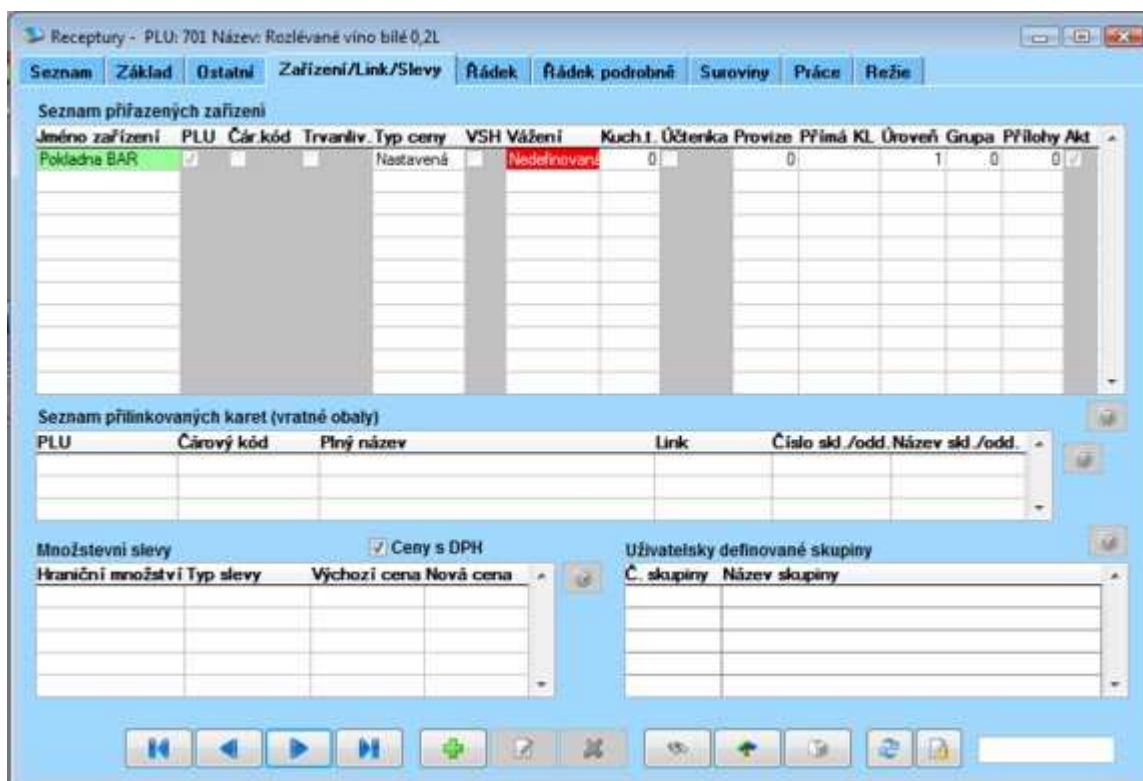 Receptury - PLU: 701 Název: Rozlévané víno bílé 0,2L
Seznam Základ Ostatní Zařízení/Link/Slevy Řádek Řádek podrobně Suroviny Práce Režie
Seznam přiřazených zařízení
Jméno zařízení PLU Čár.kód Trvanliv. Typ ceny VSH Vážení Kuch.t. Účtenka Provize Přímá KL Úroveň Grupa Přílohy Akt
Pokladna BAR Nastavená Nedefinovaná 0 0 1 0 0
Seznam přilinkovaných karet (vratné obaly)
PLU Čárový kód Plný název Link Číslo skl./odd. Název skl./odd.
Množstevní slevy Ceny s DPH Uživatelsky definované skupiny
Hraniční množství Typ slevy Výchozí cena Nová cena Č. skupiny Název skupiny